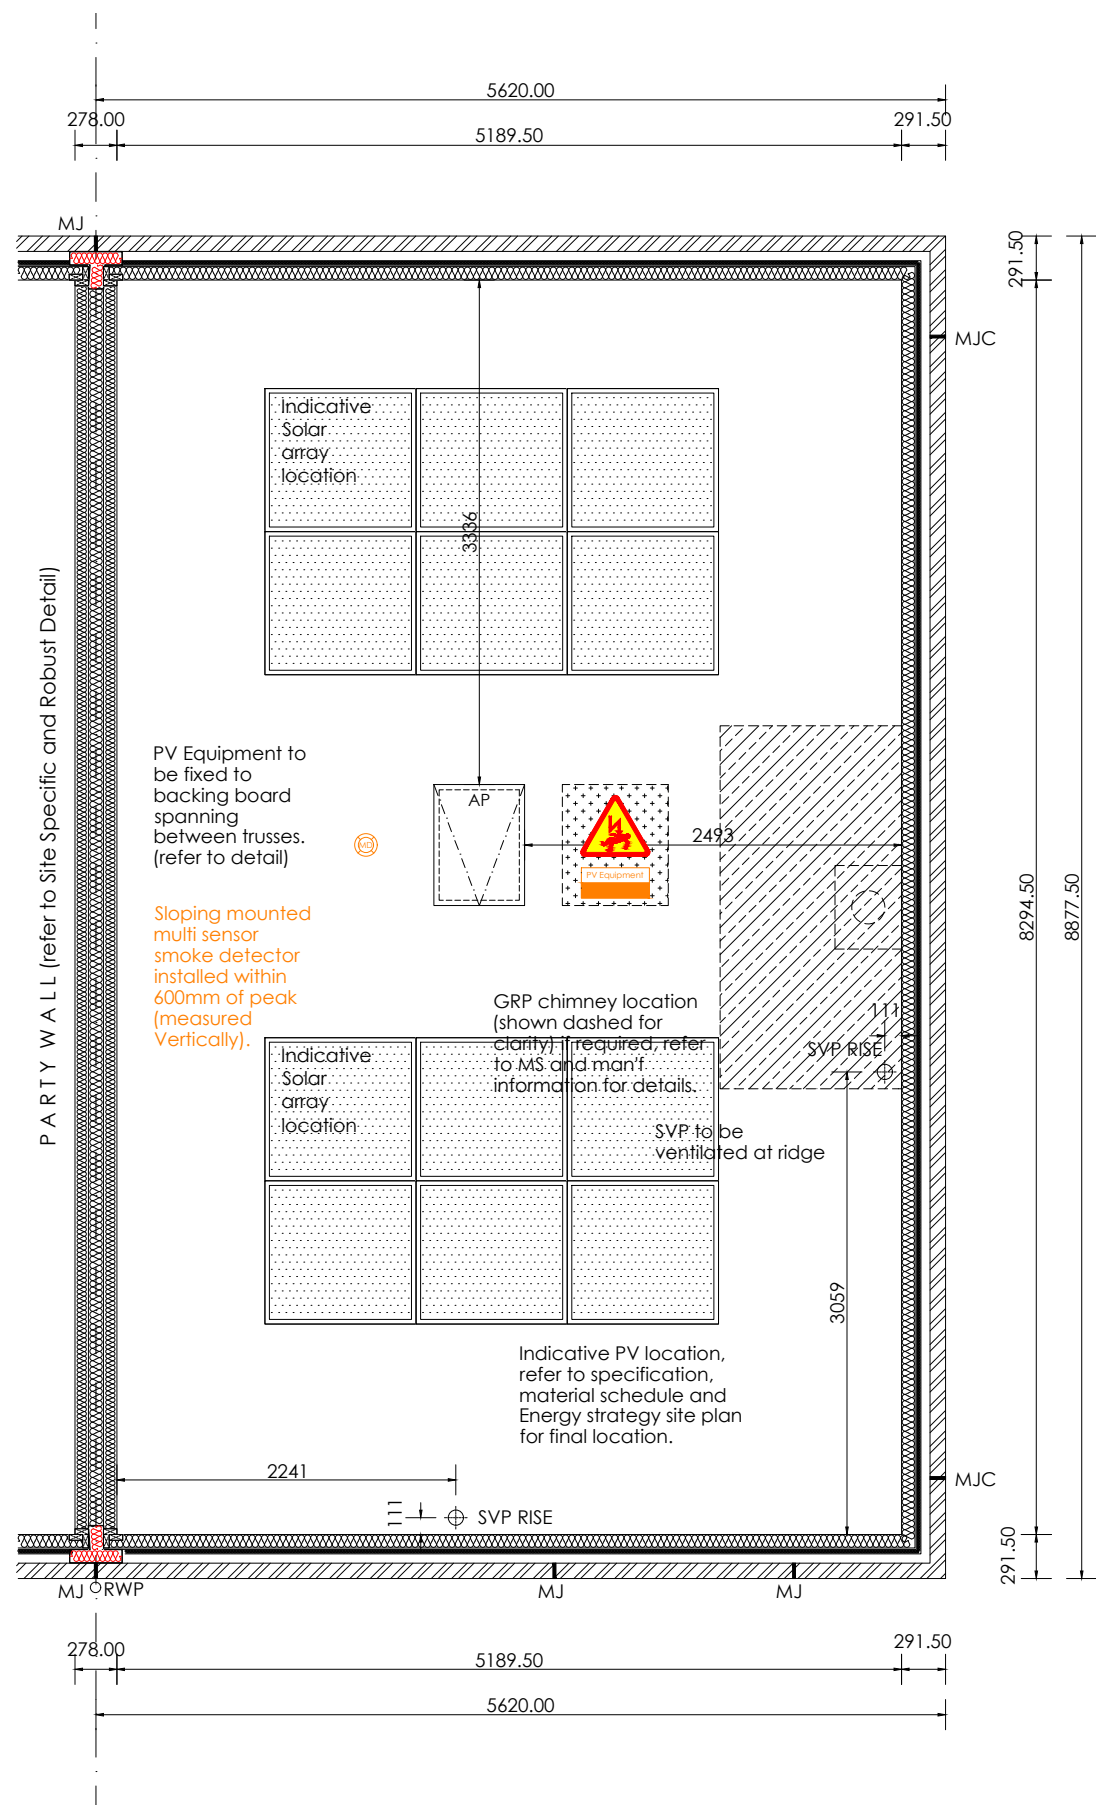 5620.00
278.00
5189.50
291.50
MJ
291.50
MJC
Indicative
Solar
array
location
3336
PARTY WALL (refer to Site Specific and Robust Detail)
PV Equipment to
be fixed to
backing board
spanning
between trusses.
(refer to detail)
AP
MD
PV Equipment
2493
8294.50
8877.50
Sloping mounted
multi sensor
smoke detector
installed within
600mm of peak
(measured
Vertically).
GRP chimney location
(shown dashed for
clarity) if required, refer
to MS and man'f
information for details.
111
SVP RISE
Indicative
Solar
array
location
SVP to be
ventilated at ridge
3059
Indicative PV location,
refer to specification,
material schedule and
Energy strategy site plan
for final location.
2241
111
SVP RISE
MJC
291.50
MJ
RWP
MJ
MJ
278.00
5189.50
291.50
5620.00